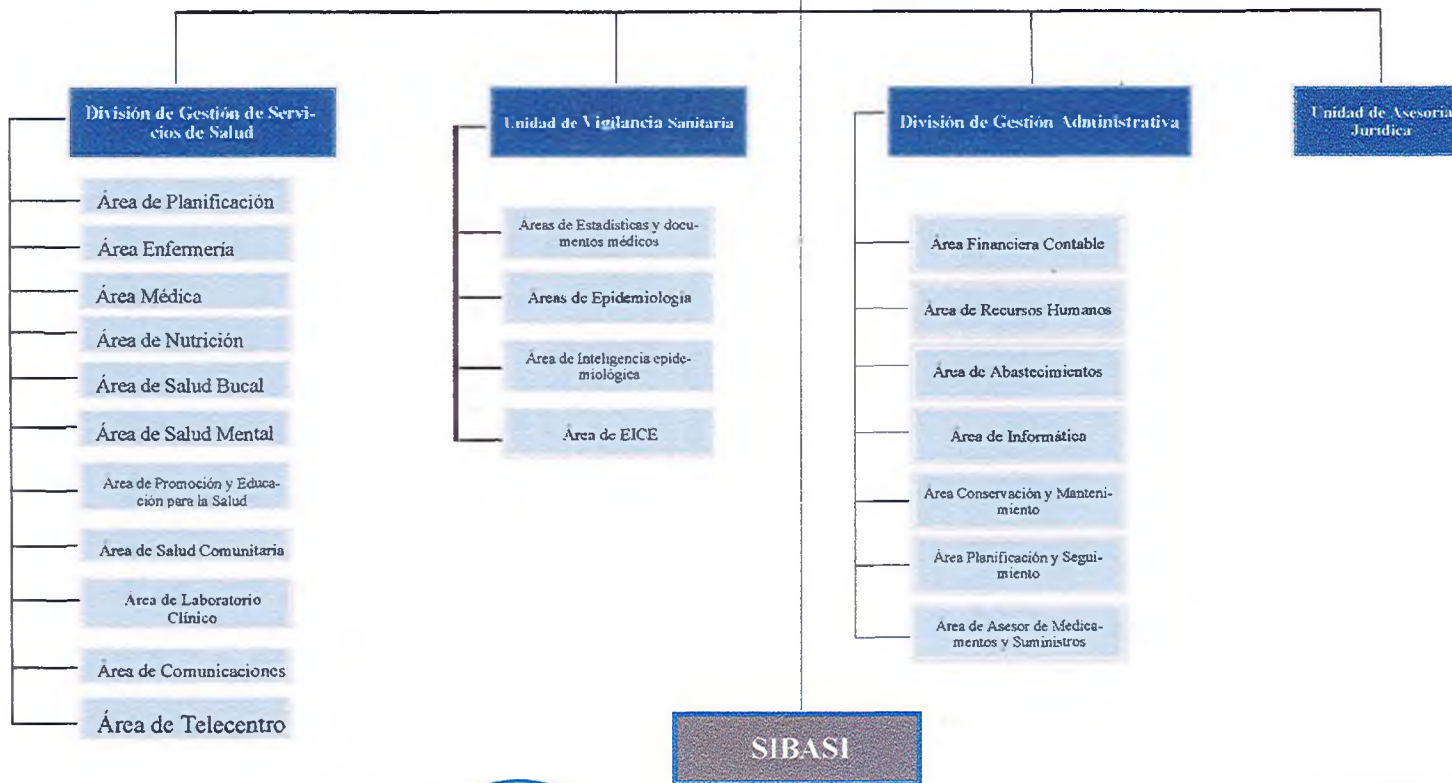 División de Gestión de Servi-
cios de Salud
Área de Planificación
Área Enfermería
Área Médica
Área de Nutrición
Área de Salud Bucal
Área de Salud Mental
Área de Promoción y Educa-
ción para la Salud
Área de Salud Comunitaria
Área de Laboratorio
Clínico
Área de Comunicaciones
Área de Telecentro
Unidad de Vigilancia Sanitaria
Áreas de Estadísticas y docu-
mentos médicos
Áreas de Epidemiología
Área de Inteligencia epide-
miológica
Área de EICE
División de Gestión Administrativa
Área Financiera Contable
Área de Recursos Humanos
Área de Abastecimientos
Área de Informática
Área Conservación y Manteni-
miento
Área Planificación y Segui-
miento
Área de Asesor de Medica-
mentos y Suministros
Unidad de Asesoría
Jurídica
SIBASI